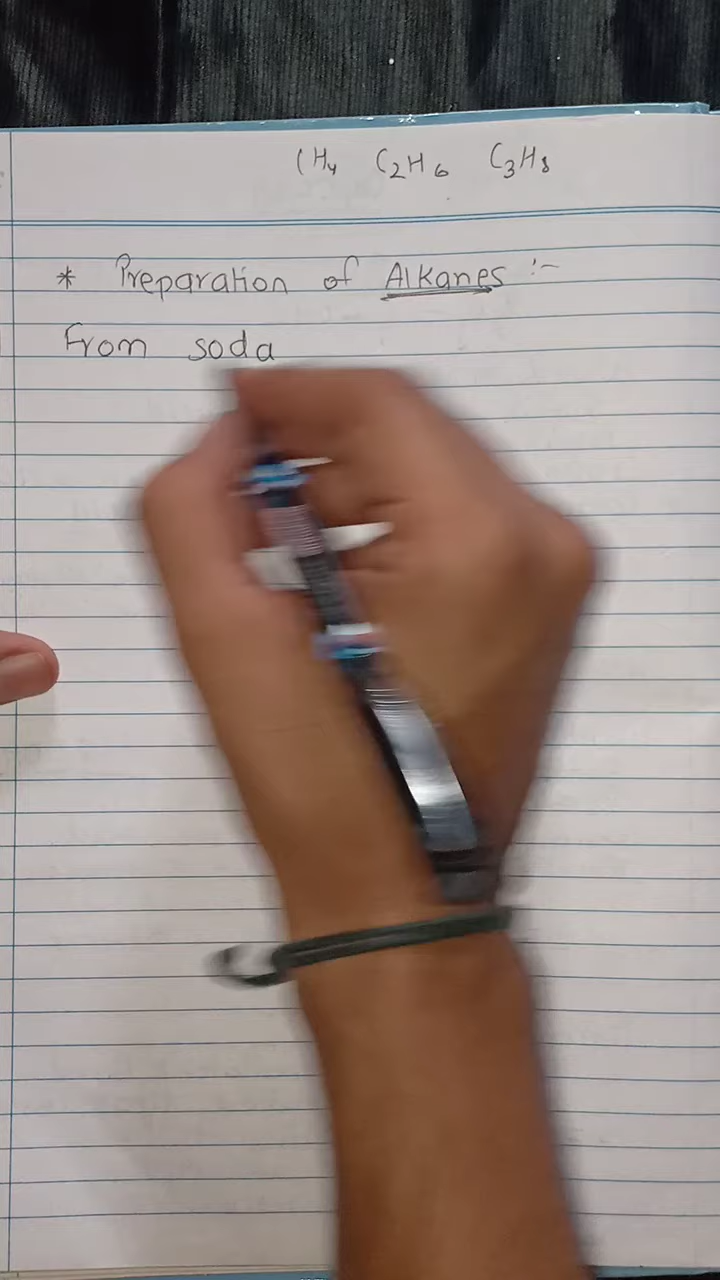 CH4 C2H6 C3H8
* Preparation of Alkanes :-
From soda